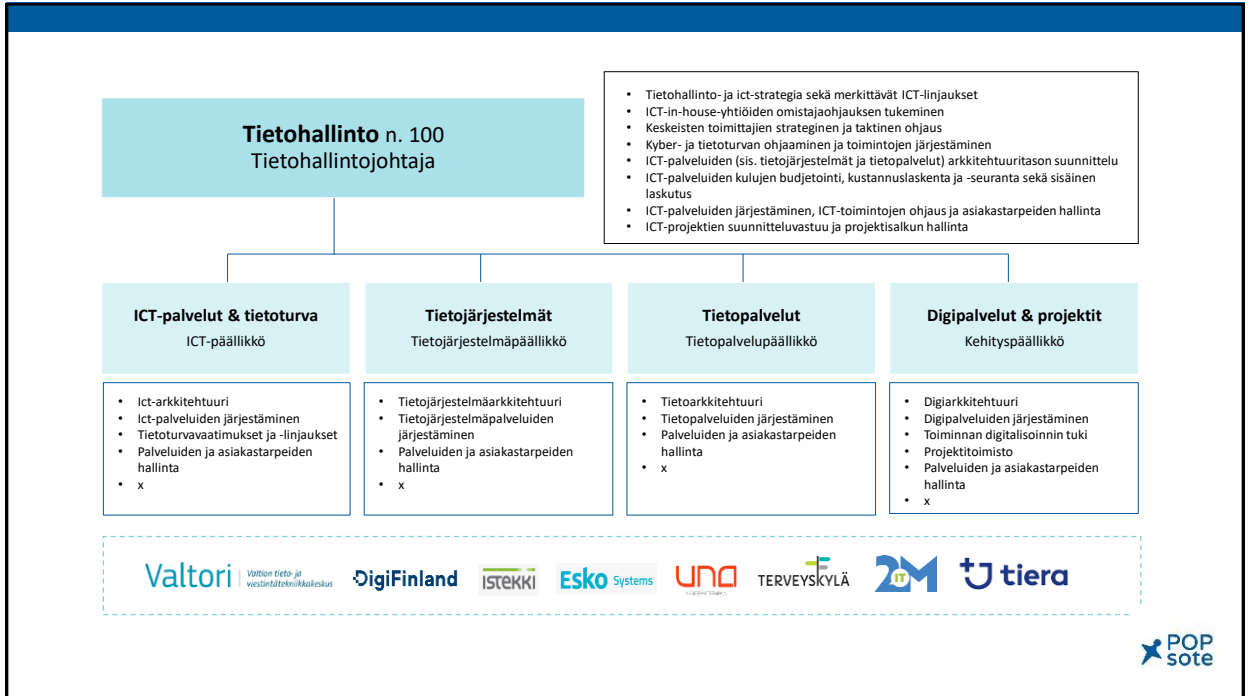 Tietohallinto n. 100
Tietohallintojohtaja
• Tietohallinto- ja ict-strategia sekä merkittävät ICT-linjaukset
• ICT-in-house-yhtiöiden omistajaohjauksen tukeminen
• Keskeisten toimittajien strateginen ja taktinen ohjaus
• Kyber- ja tietoturvan ohjaaminen ja toimintojen järjestäminen
• ICT-palveluiden (sis. tietojärjestelmät ja tietopalvelut) arkkitehtuuritason suunnittelu
• ICT-palveluiden kulujen budjetointi, kustannuslaskenta ja -seuranta sekä sisäinen
laskutus
• ICT-palveluiden järjestäminen, ICT-toimintojen ohjaus ja asiakastarpeiden hallinta
• ICT-projektien suunnitteluvastuu ja projektisalkun hallinta
ICT-palvelut & tietoturva
ICT-päällikkö
• Ict-arkkitehtuuri
• Ict-palveluiden järjestäminen
• Tietoturvavaatimukset ja -linjaukset
• Palveluiden ja asiakastarpeiden
hallinta
• x
Tietojärjestelmät
Tietojärjestelmäpäällikkö
• Tietojärjestelmäarkkitehtuuri
• Tietojärjestelmäpalveluiden
järjestäminen
• Palveluiden ja asiakastarpeiden
hallinta
• x
Tietopalvelut
Tietopalvelupäällikkö
• Tietoarkkitehtuuri
• Tietopalveluiden järjestäminen
• Palveluiden ja asiakastarpeiden
hallinta
• x
Digipalvelut & projektit
Kehityspäällikkö
• Digiarkkitehtuuri
• Digipalveluiden järjestäminen
• Toiminnan digitalisoinnin tuki
• Projektitoimisto
• Palveluiden ja asiakastarpeiden
hallinta
• x
Valtori
Valtion tieto- ja
viestintätekniikkakeskus
DigiFinland
istekki
Esko Systems
una
TERVEYSKYLÄ
2M
IT
tiera
POP
sote